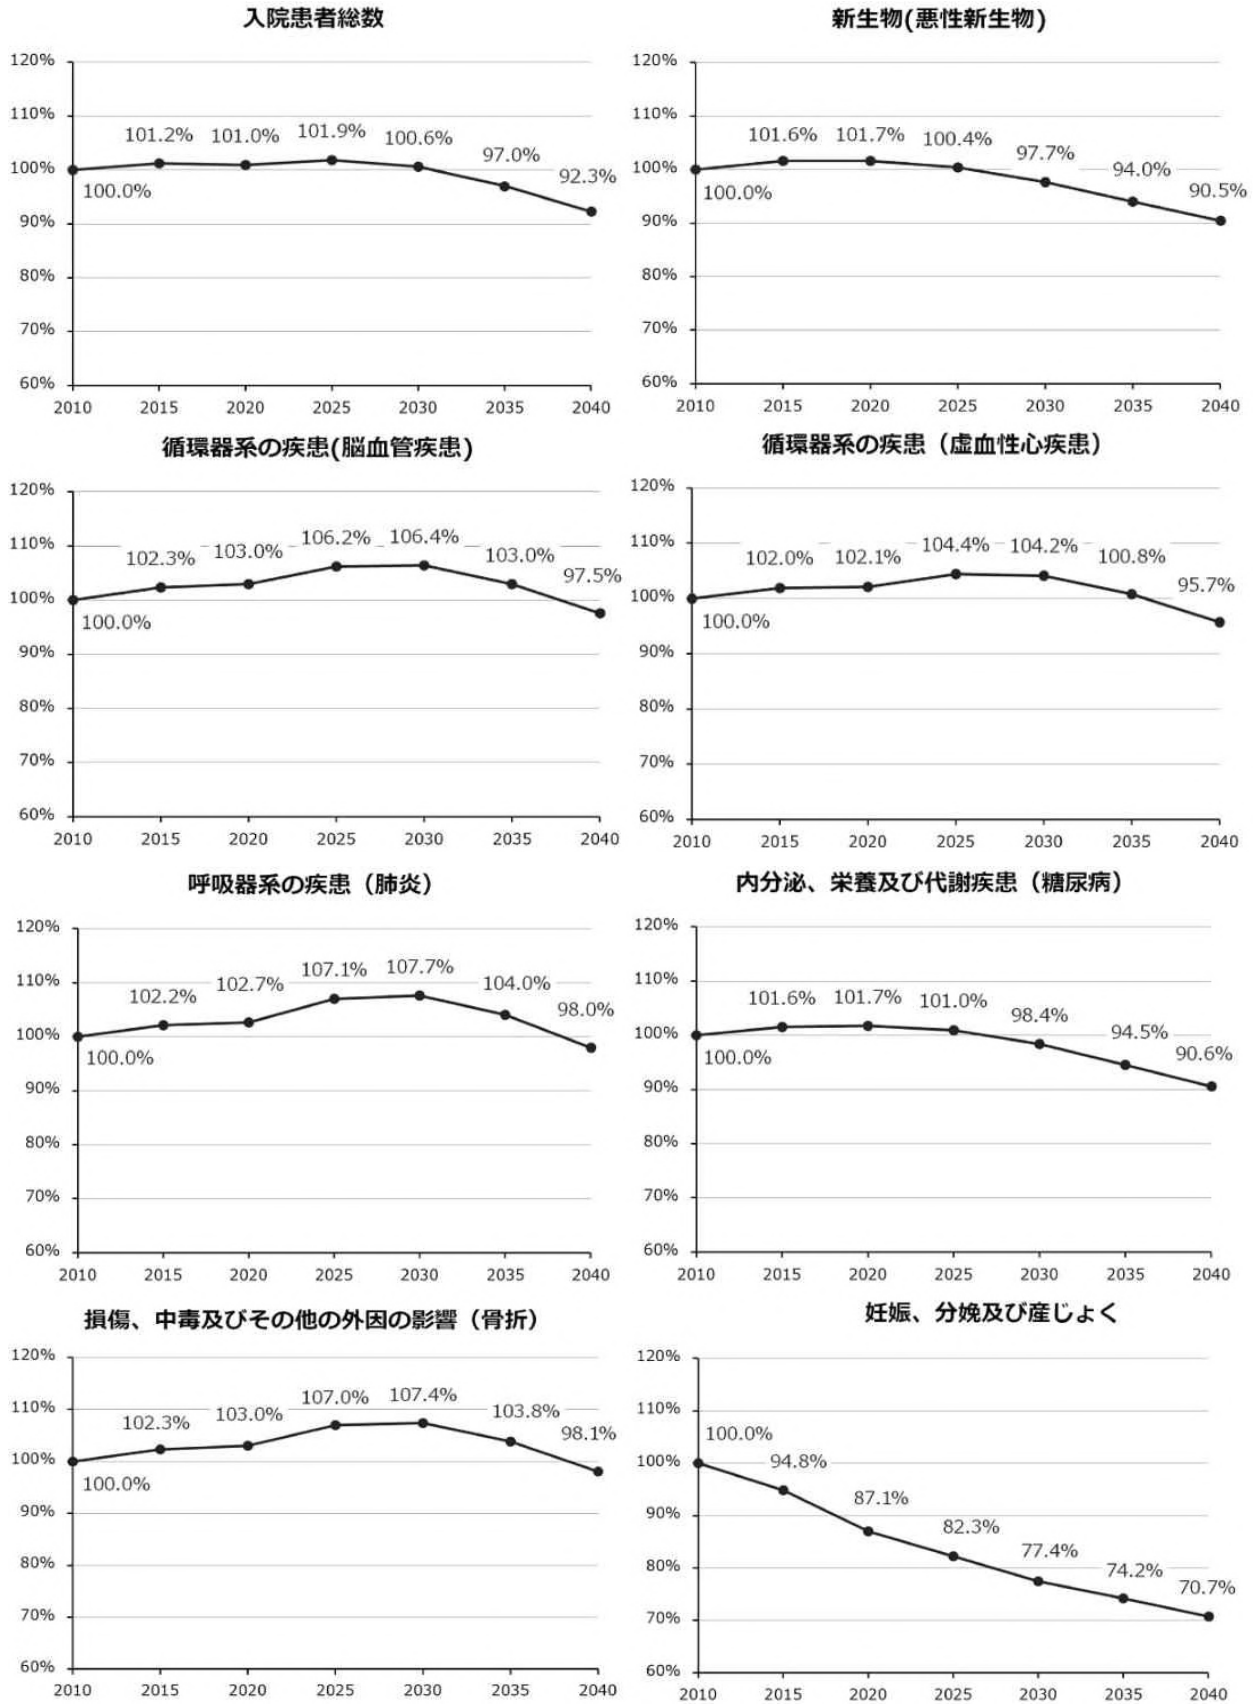 入院患者総数
120%
110%
100%
90%
80%
70%
60%
101.2% 101.0% 101.9% 100.6% 97.0% 92.3%
100.0%
2010 2015 2020 2025 2030 2035 2040
新生物(悪性新生物)
120%
110%
100%
90%
80%
70%
60%
101.6% 101.7% 100.4% 97.7% 94.0% 90.5%
100.0%
2010 2015 2020 2025 2030 2035 2040
循環器系の疾患(脳血管疾患)
120%
110%
100%
90%
80%
70%
60%
102.3% 103.0% 106.2% 106.4% 103.0% 97.5%
100.0%
2010 2015 2020 2025 2030 2035 2040
循環器系の疾患（虚血性心疾患）
120%
110%
100%
90%
80%
70%
60%
102.0% 102.1% 104.4% 104.2% 100.8% 95.7%
100.0%
2010 2015 2020 2025 2030 2035 2040
呼吸器系の疾患（肺炎）
120%
110%
100%
90%
80%
70%
60%
102.2% 102.7% 107.1% 107.7% 104.0% 98.0%
100.0%
2010 2015 2020 2025 2030 2035 2040
内分泌、栄養及び代謝疾患（糖尿病）
120%
110%
100%
90%
80%
70%
60%
101.6% 101.7% 101.0% 98.4% 94.5% 90.6%
100.0%
2010 2015 2020 2025 2030 2035 2040
損傷、中毒及びその他の外因の影響（骨折）
120%
110%
100%
90%
80%
70%
60%
102.3% 103.0% 107.0% 107.4% 103.8% 98.1%
100.0%
2010 2015 2020 2025 2030 2035 2040
妊娠、分娩及び産じょく
120%
110%
100%
90%
80%
70%
60%
100.0% 94.8% 87.1% 82.3% 77.4% 74.2% 70.7%
2010 2015 2020 2025 2030 2035 2040